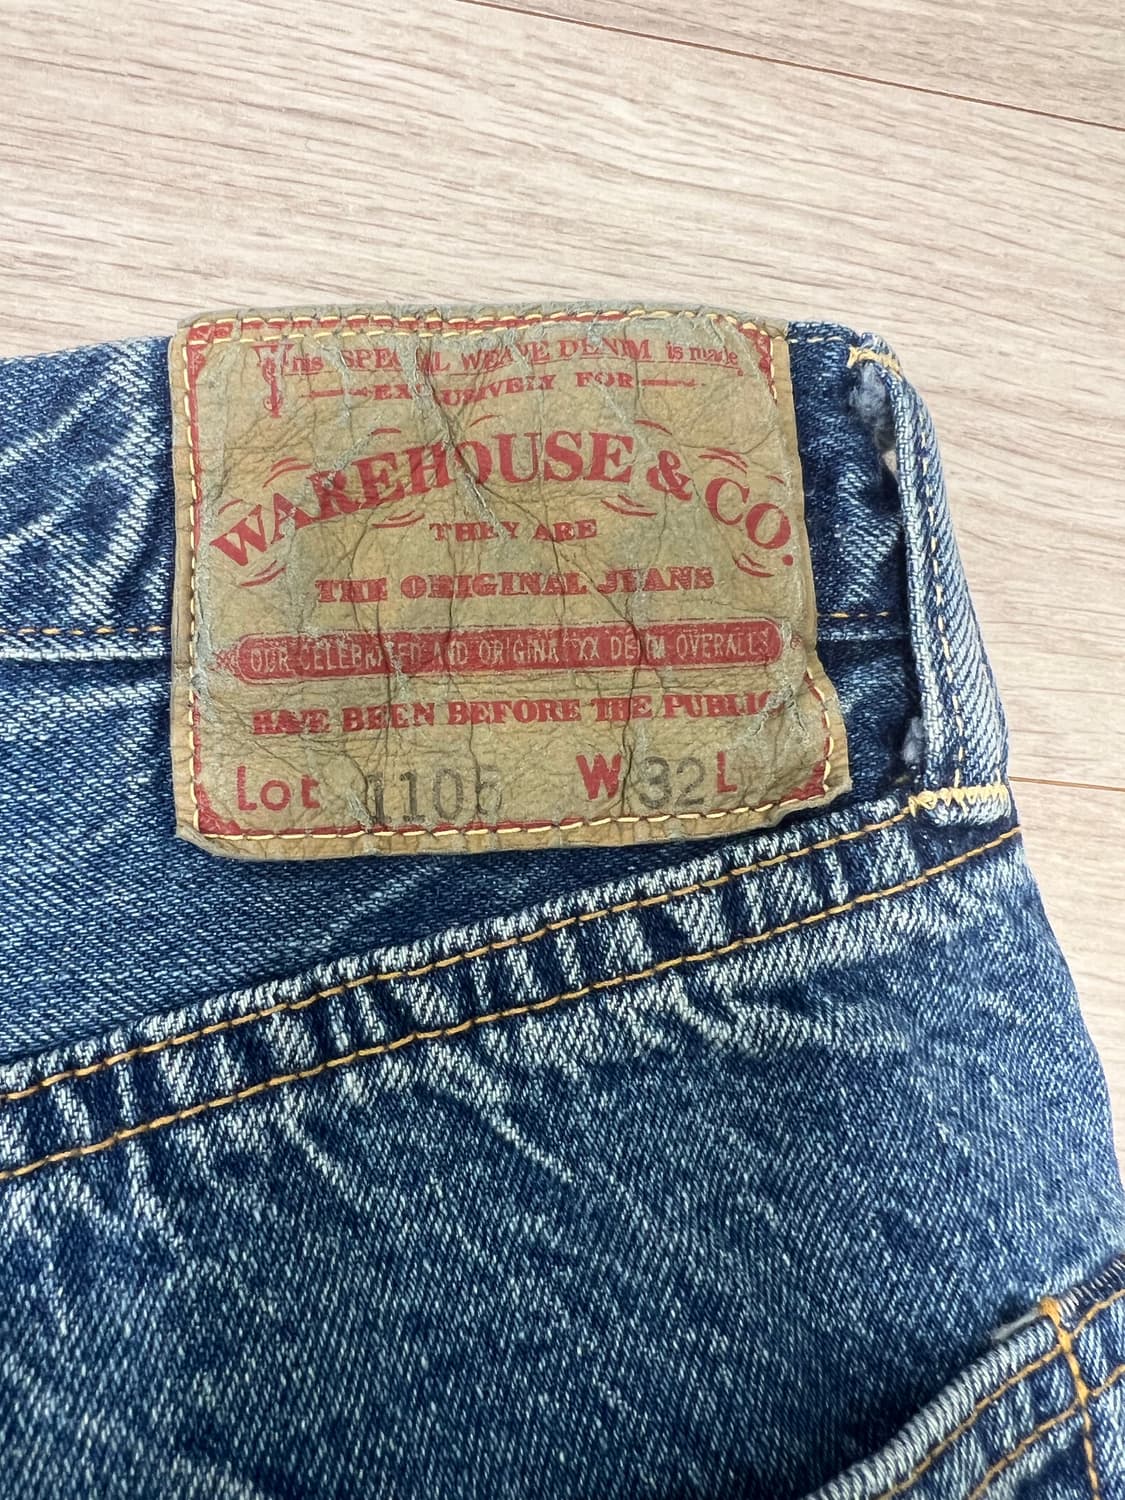 This SPECIAL WEAVE DENIM is made
EXCLUSIVELY FOR
WAREHOUSE & CO.
THEY ARE
THE ORIGINAL JEANS
OUR CELEBRATED AND ORIGINAL "XX DENIM OVERALLS
HAVE BEEN BEFORE THE PUBLIC
Lot 1105 W 32 L